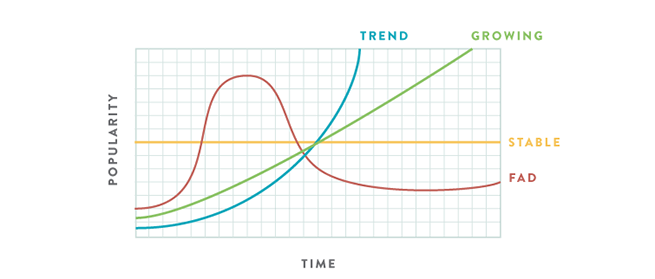 TREND
GROWING
POPULARITY
STABLE
FAD
TIME